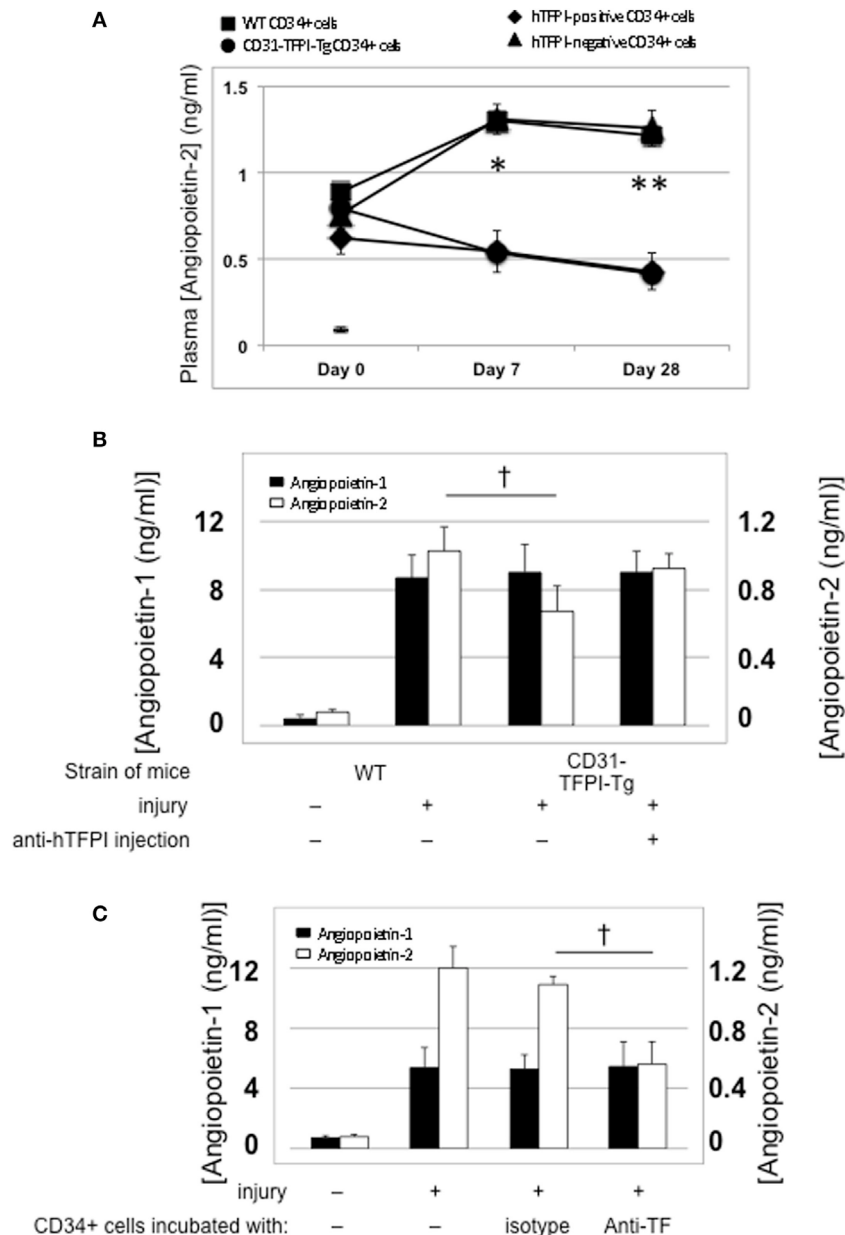 A
WT CD34+ cells
hTFPI-positive CD34+ cells
CD31-TFPI-Tg CD34+ cells
hTFPI-negative CD34+ cells
Plasma [Angiopoietin-2] (ng/ml)
1.5
1
0.5
0
*
**
Day 0 Day 7 Day 28
B
Angiopoietin-1
Angiopoietin-2
†
[Angiopoietin-1 (ng/ml)]
12
8
4
0
[Angiopoietin-2 (ng/ml)]
1.2
0.8
0.4
0
Strain of mice WT CD31-
TFPI-Tg
injury – + + +
anti-hTFPI injection – – – +
C
Angiopoietin-1
Angiopoietin-2
†
[Angiopoietin-1 (ng/ml)]
12
8
4
0
[Angiopoietin-2 (ng/ml)]
1.2
0.8
0.4
0
injury – + + +
CD34+ cells incubated with: – – isotype Anti-TF